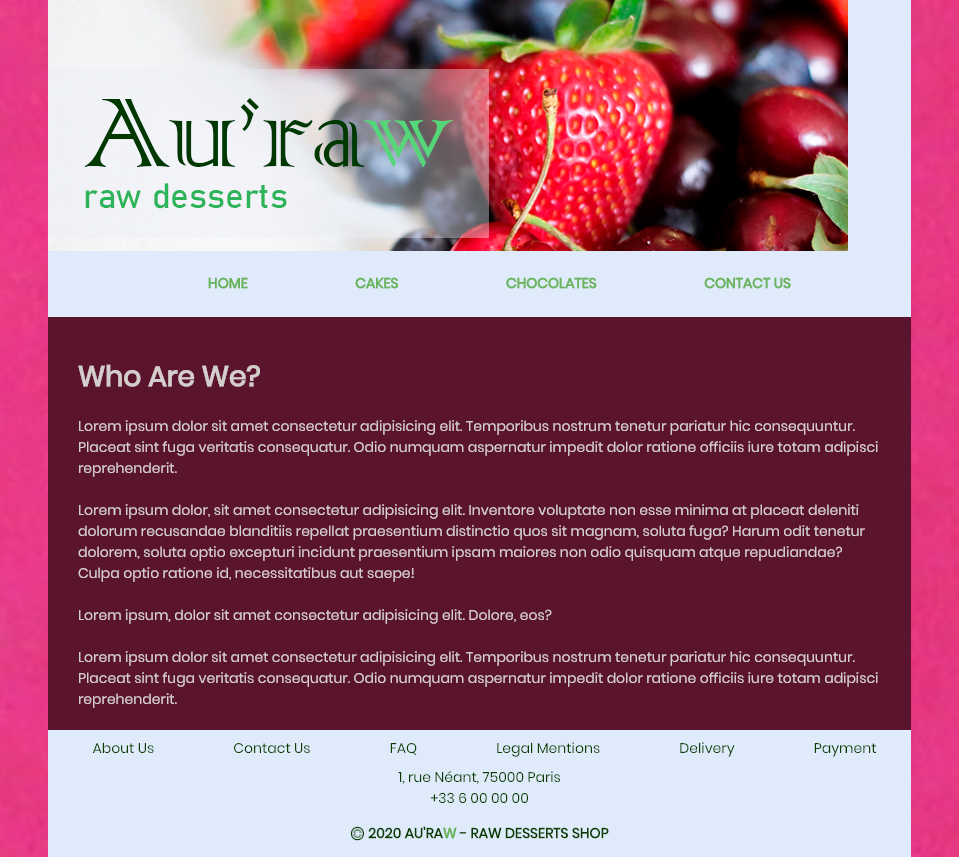 Au'raw
raw desserts
HOME CAKES CHOCOLATES CONTACT US
Who Are We?
Lorem ipsum dolor sit amet consectetur adipisicing elit. Temporibus nostrum tenetur pariatur hic consequuntur.
Placeat sint fuga veritatis consequatur. Odio numquam aspernatur impedit dolor ratione officiis iure totam adipisci
reprehenderit.
Lorem ipsum dolor, sit amet consectetur adipisicing elit. Inventore voluptate non esse minima at placeat deleniti
dolorum recusandae blanditiis repellat praesentium distinctio quos sit magnam, soluta fuga? Harum odit tenetur
dolorem, soluta optio excepturi incidunt praesentium ipsam maiores non odio quisquam atque repudiandae?
Culpa optio ratione id, necessitatibus aut saepe!
Lorem ipsum, dolor sit amet consectetur adipisicing elit. Dolore, eos?
Lorem ipsum dolor sit amet consectetur adipisicing elit. Temporibus nostrum tenetur pariatur hic consequuntur.
Placeat sint fuga veritatis consequatur. Odio numquam aspernatur impedit dolor ratione officiis iure totam adipisci
reprehenderit.
About Us Contact Us FAQ Legal Mentions Delivery Payment
1, rue Néant, 75000 Paris
+33 6 00 00 00
© 2020 AU'RAW - RAW DESSERTS SHOP